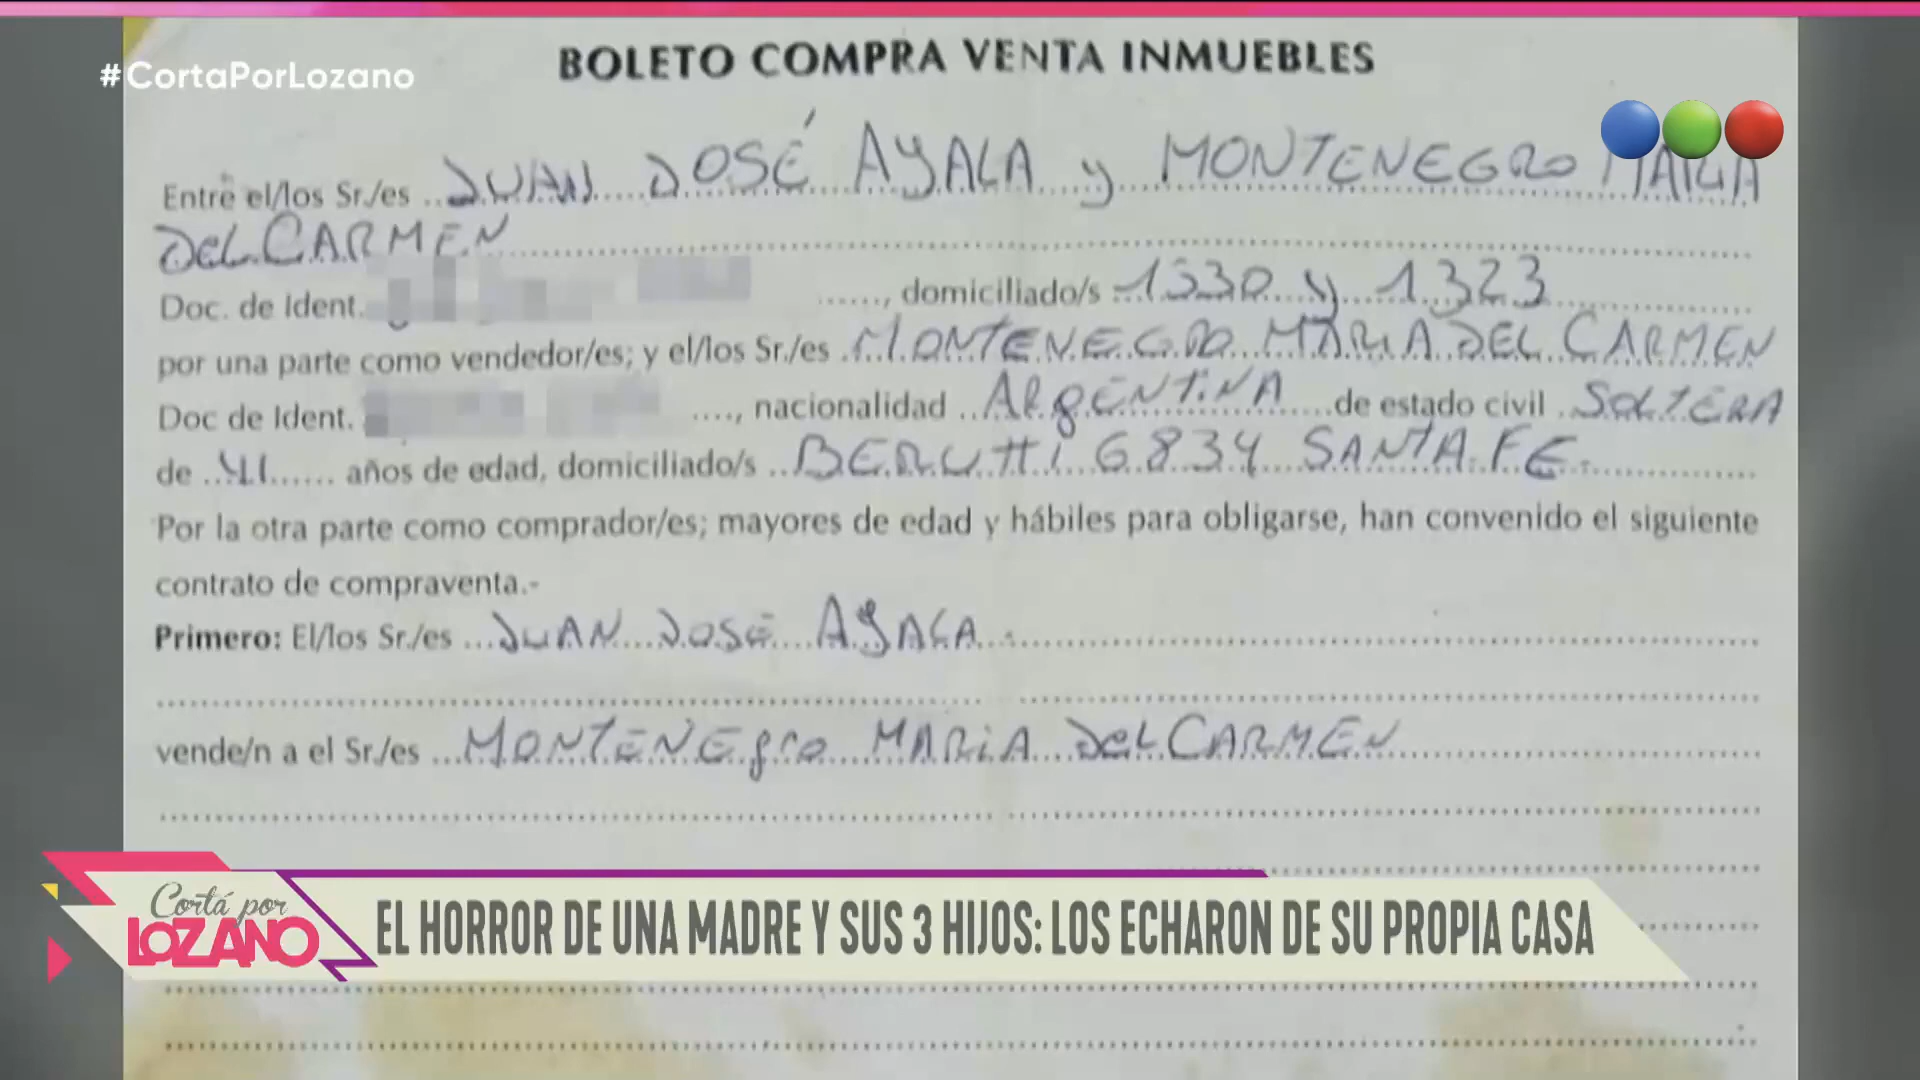 #CortaPorLozano
BOLETO COMPRA VENTA INMUEBLES
Entre el/los Sr./es JUAN JOSÉ AYALA y MONTENEGRO MARIA
DEL CARMEN
Doc. de Ident. ......, domiciliado/s 1330 y 1323
por una parte como vendedor/es; y el/los Sr./es MONTENEGRO MARIA DEL CARMEN
Doc de Ident. ...., nacionalidad ARgENTINA de estado civil SOLTERA
de 41 años de edad, domiciliado/s BERUTTI 6834 SANTA FE.
Por la otra parte como comprador/es; mayores de edad y hábiles para obligarse, han convenido el siguiente
contrato de compraventa.-
Primero: El/los Sr./es JUAN JOSÉ AYALA
vende/n a el Sr./es MONTENEgro MARIA DEL CARMEN
Cortá por
LOZANO
EL HORROR DE UNA MADRE Y SUS 3 HIJOS: LOS ECHARON DE SU PROPIA CASA